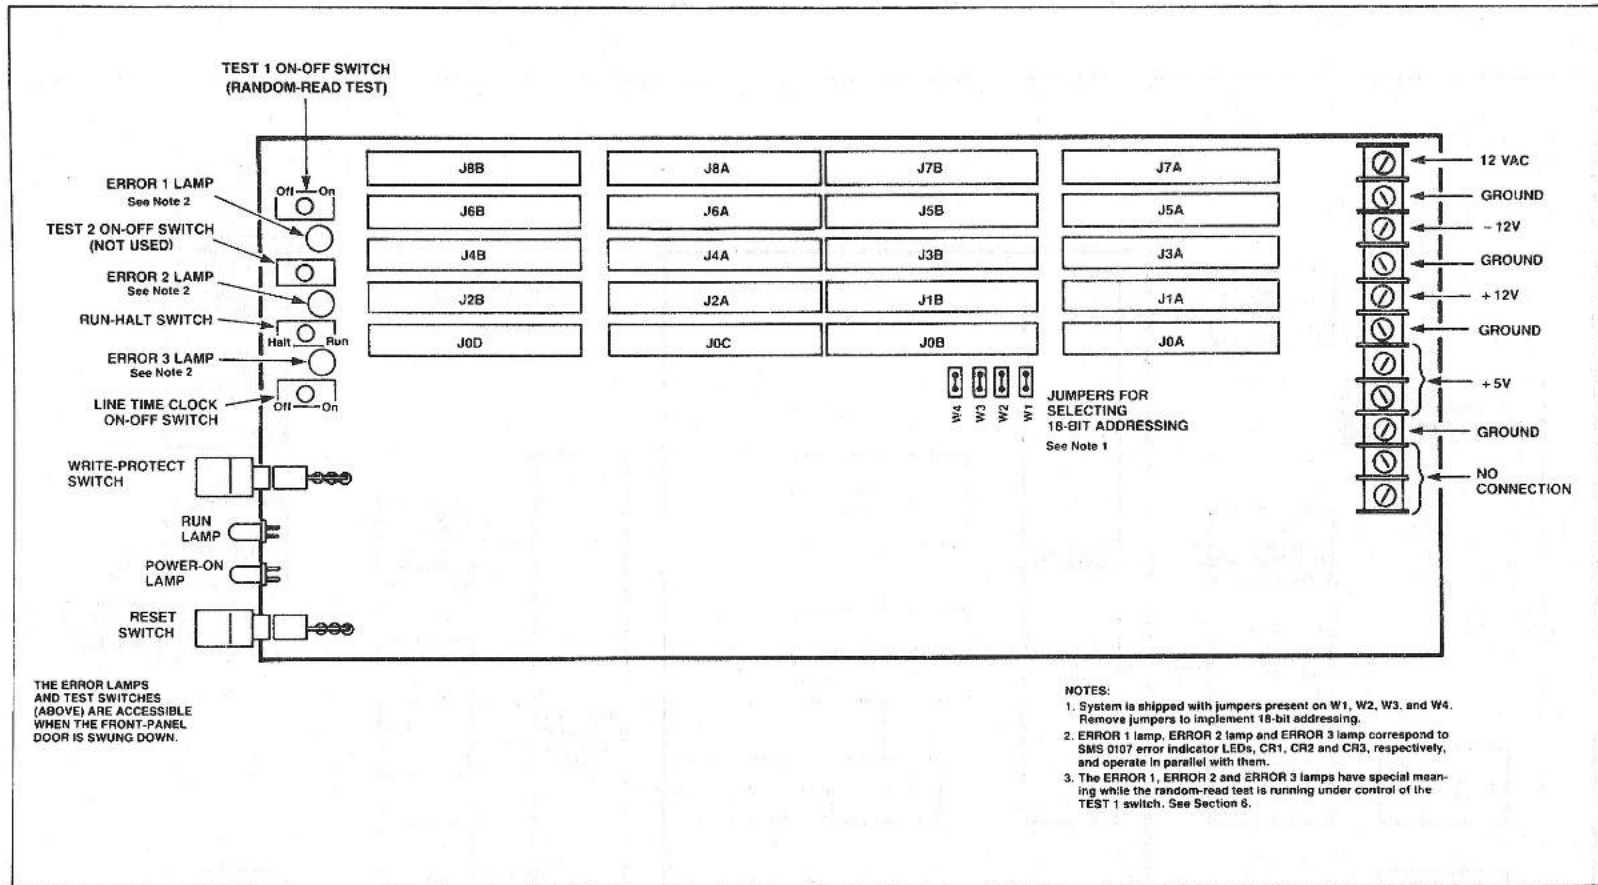 TEST 1 ON-OFF SWITCH
(RANDOM-READ TEST)
ERROR 1 LAMP
See Note 2
TEST 2 ON-OFF SWITCH
(NOT USED)
ERROR 2 LAMP
See Note 2
RUN-HALT SWITCH
ERROR 3 LAMP
See Note 2
LINE TIME CLOCK
ON-OFF SWITCH
WRITE-PROTECT
SWITCH
RUN
LAMP
POWER-ON
LAMP
RESET
SWITCH
Off On
Halt Run
Off On
J8B J8A J7B J7A
J6B J6A J5B J5A
J4B J4A J3B J3A
J2B J2A J1B J1A
J0D J0C J0B J0A
W4 W3 W2 W1
JUMPERS FOR
SELECTING
18-BIT ADDRESSING
See Note 1
12 VAC
GROUND
– 12V
GROUND
+ 12V
GROUND
+ 5V
GROUND
NO
CONNECTION
THE ERROR LAMPS
AND TEST SWITCHES
(ABOVE) ARE ACCESSIBLE
WHEN THE FRONT-PANEL
DOOR IS SWUNG DOWN.
NOTES:
1. System is shipped with jumpers present on W1, W2, W3, and W4.
Remove jumpers to implement 18-bit addressing.
2. ERROR 1 lamp, ERROR 2 lamp and ERROR 3 lamp correspond to
SMS 0107 error indicator LEDs, CR1, CR2 and CR3, respectively,
and operate in parallel with them.
3. The ERROR 1, ERROR 2 and ERROR 3 lamps have special mean-
ing while the random-read test is running under control of the
TEST 1 switch. See Section 6.